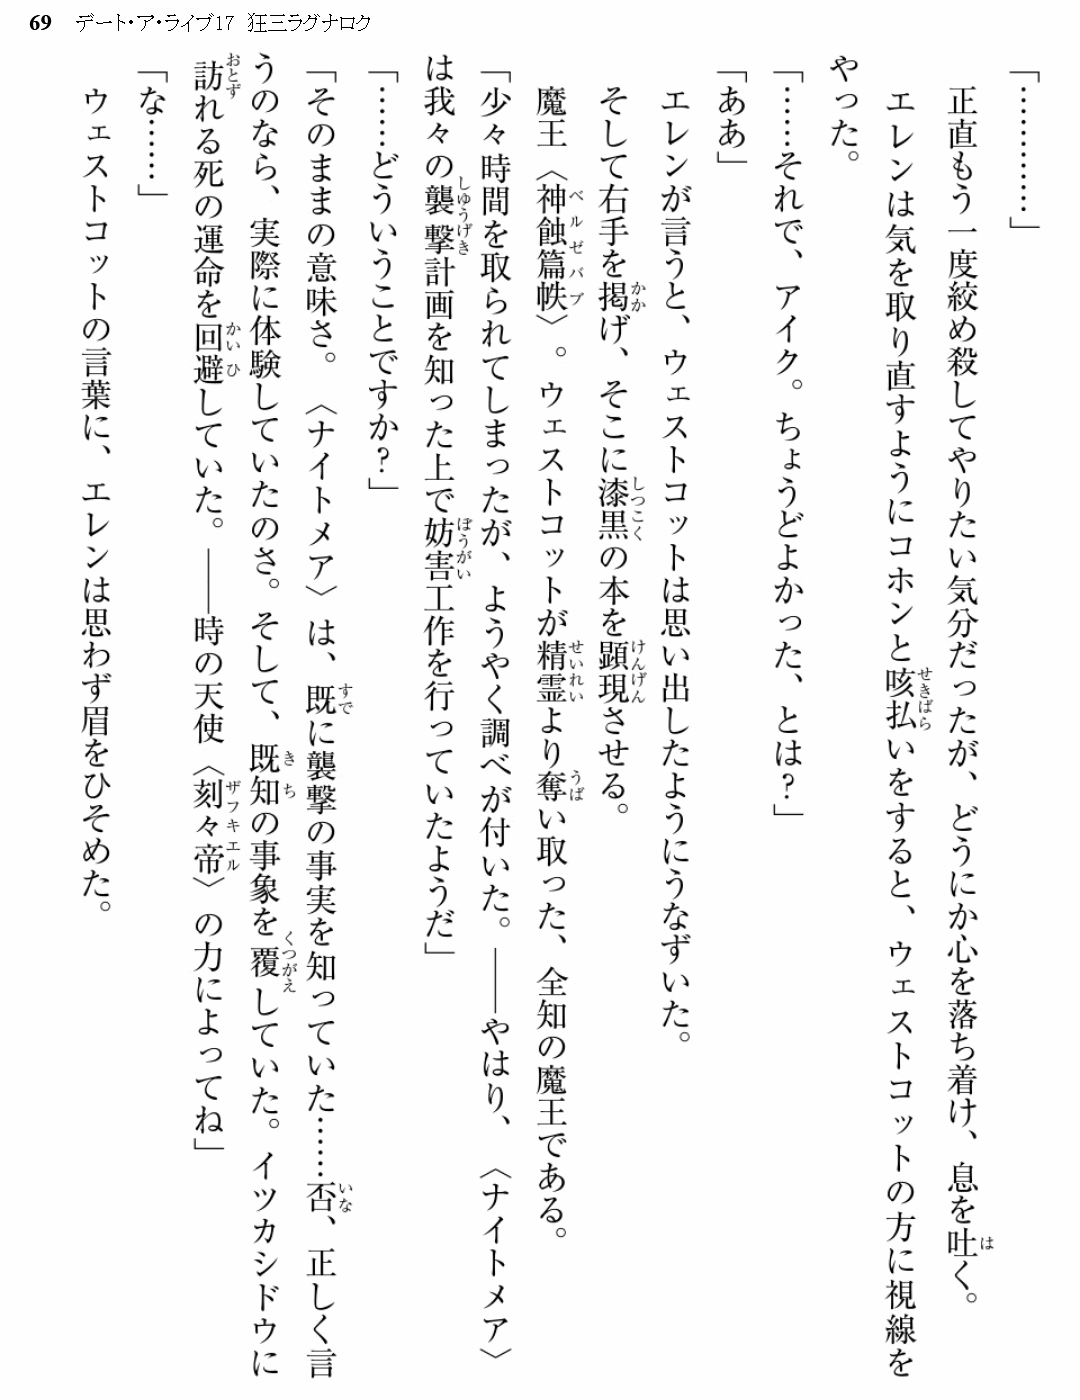 69　デート・ア・ライブ17　狂三ラグナロク
「…………」
　正直もう一度絞め殺してやりたい気分だったが、どうにか心を落ち着け、息を吐く。
　エレンは気を取り直すようにコホンと咳払いをすると、ウェストコットの方に視線を
やった。
「……それで、アイク。ちょうどよかった、とは？」
「ああ」
　エレンが言うと、ウェストコットは思い出したようにうなずいた。
　そして右手を掲げ、そこに漆黒の本を顕現させる。
　魔王〈神蝕篇帙〉。ウェストコットが精霊より奪い取った、全知の魔王である。
「少々時間を取られてしまったが、ようやく調べが付いた。――やはり、〈ナイトメア〉
は我々の襲撃計画を知った上で妨害工作を行っていたようだ」
「……どういうことですか？」
「そのままの意味さ。〈ナイトメア〉は、既に襲撃の事実を知っていた……否、正しく言
うのなら、実際に体験していたのさ。そして、既知の事象を覆していた。イツカシドウに
訪れる死の運命を回避していた。――時の天使〈刻々帝〉の力によってね」
「な……」
　ウェストコットの言葉に、エレンは思わず眉をひそめた。